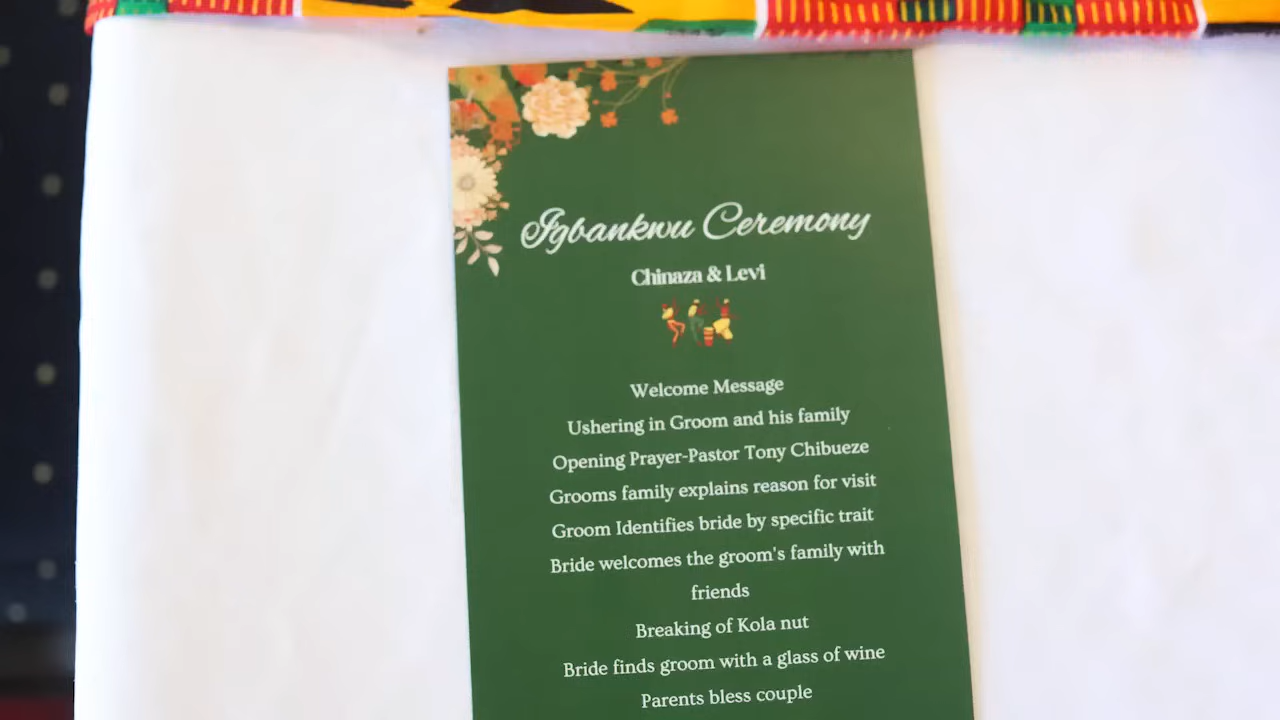 Igbankwu Ceremony
Chinaza & Levi
Welcome Message
Ushering in Groom and his family
Opening Prayer-Pastor Tony Chibueze
Grooms family explains reason for visit
Groom Identifies bride by specific trait
Bride welcomes the groom's family with
friends
Breaking of Kola nut
Bride finds groom with a glass of wine
Parents bless couple